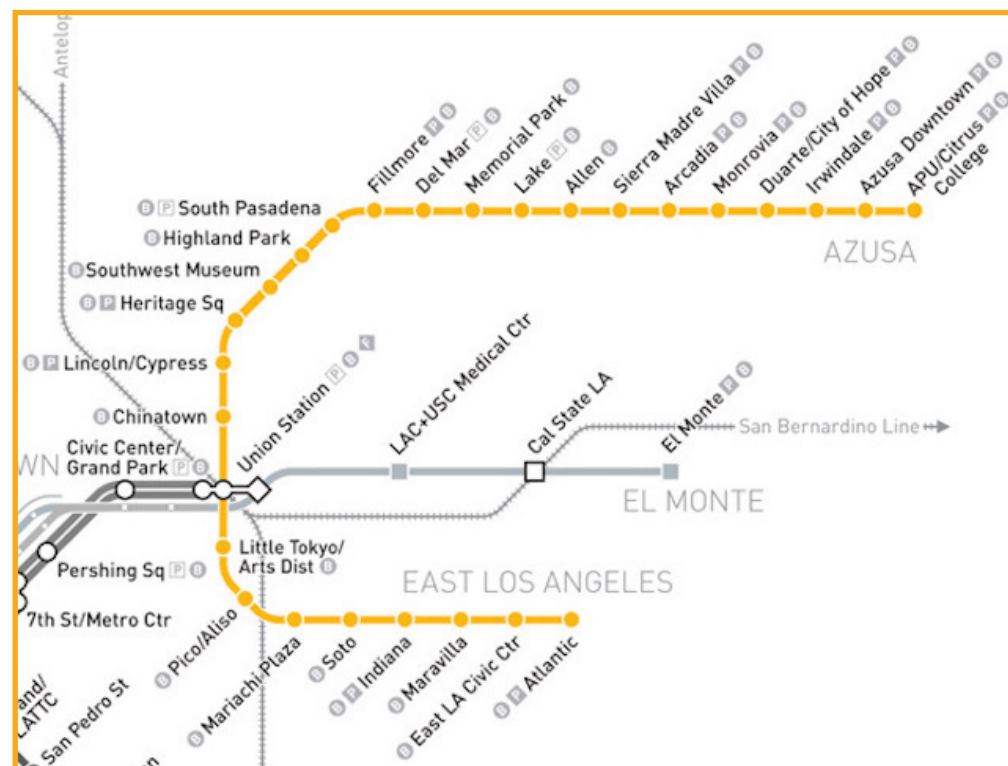 Antelop
Fillmore P B
Del Mar P B
Memorial Park B
Lake P B
Allen B
Sierra Madre Villa P B
Arcadia P B
Monrovia P B
Duarte/City of Hope P B
Irwindale P B
Azusa Downtown P B
APU/Citrus P B
College
B P South Pasadena
B Highland Park
B Southwest Museum
B P Heritage Sq
AZUSA
B P Lincoln/Cypress
B Chinatown
Union Station P B
LAC+USC Medical Ctr
Cal State LA
El Monte P B
San Bernardino Line
Civic Center/
Grand Park P B
WN
EL MONTE
Little Tokyo/
Arts Dist B
Pershing Sq P B
EAST LOS ANGELES
7th St/Metro Ctr
B Pico/Aliso
B Mariachi Plaza
B Soto
B P Indiana
B Maravilla
B East LA Civic Ctr
B P Atlantic
and/
LATTC
San Pedro St
on